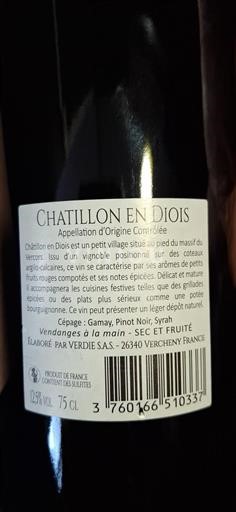 CHATILLON EN DIOIS
Appellation d'Origine Contrôlée
Châtillon en Diois est un petit village situé au pied du massif du
Vercors. Issu d'un vignoble positionné sur des coteaux
argilo-calcaires, ce vin se caractérise par ses arômes de petits
fruits rouges compotés et ses notes épicées. Délicat et mature
il accompagnera les cuisines festives telles que des grillades
épicées ou des plats plus sérieux comme une potée
bourguignonne. Ce vin peut présenter un léger dépôt naturel.
Cépage : Gamay, Pinot Noir, Syrah
Vendanges à la main - SEC ET FRUITÉ
ÉLABORÉ PAR VERDIE S.A.S. - 26340 VERCHENY FRANCE
PRODUIT DE FRANCE
CONTIENT DES SULFITES
12,5% VOL. 75 CL
3 760166 510337